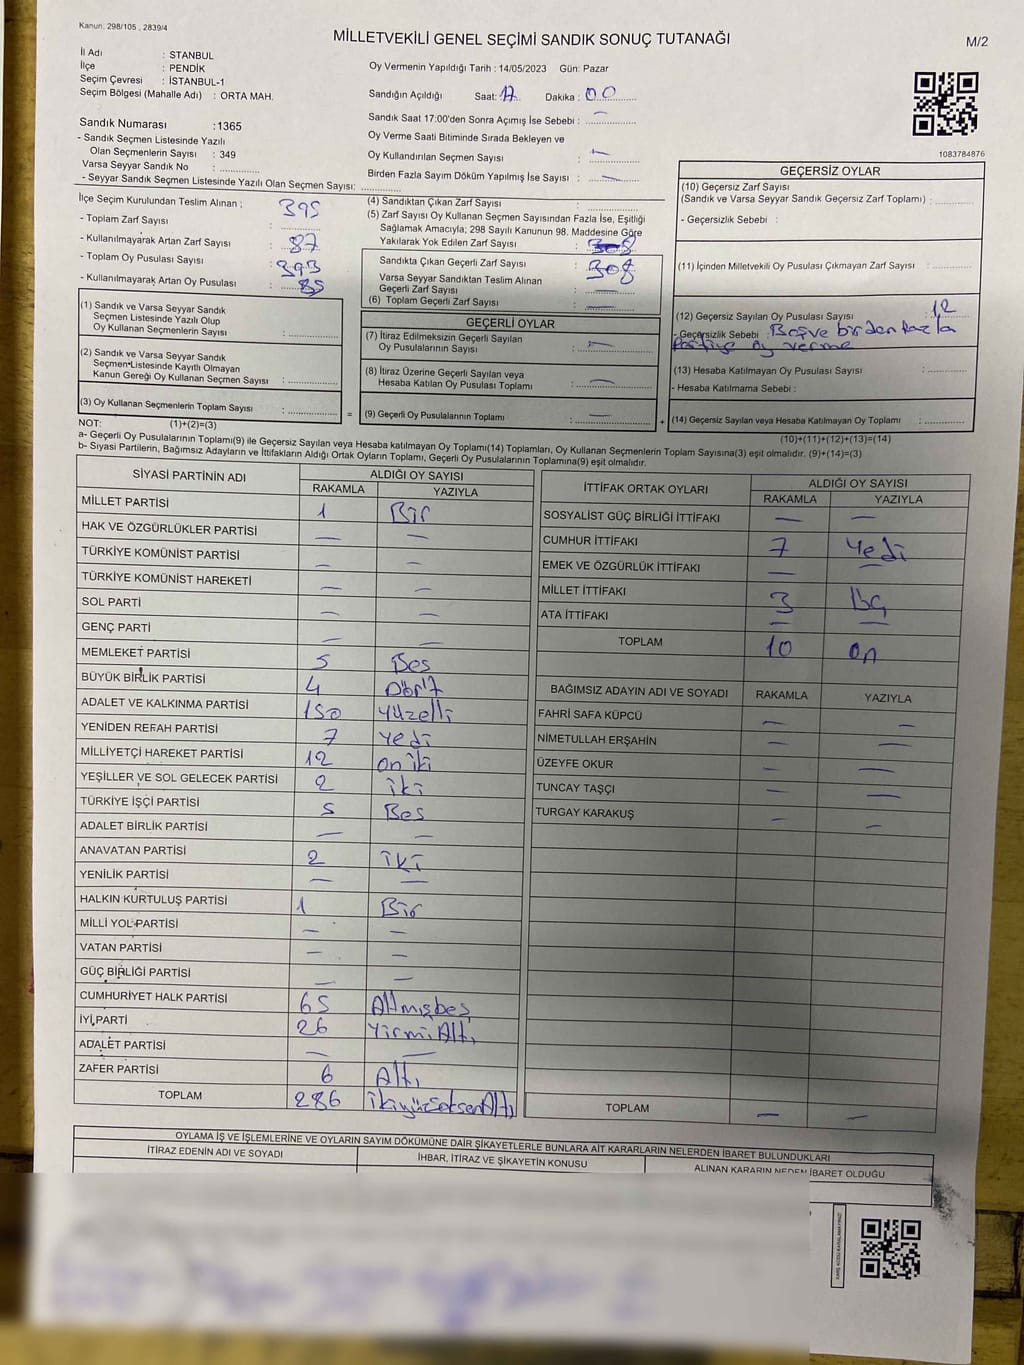 Kanun: 298/105 , 2839/4
MİLLETVEKİLİ GENEL SEÇİMİ SANDIK SONUÇ TUTANAĞI
M/2
İl Adı : STANBUL
İlçe : PENDİK
Seçim Çevresi : İSTANBUL-1
Seçim Bölgesi (Mahalle Adı) : ORTA MAH.
Sandık Numarası :1365
- Sandık Seçmen Listesinde Yazılı
Olan Seçmenlerin Sayısı : 349
Varsa Seyyar Sandık No :
- Seyyar Sandık Seçmen Listesinde Yazılı Olan Seçmen Sayısı:
Oy Vermenin Yapıldığı Tarih : 14/05/2023 Gün: Pazar
Sandığın Açıldığı Saat: 17 Dakika : 00
Sandık Saat 17:00'den Sonra Açımış İse Sebebi : —
Oy Verme Saati Bitiminde Sırada Bekleyen ve
Oy Kullandırılan Seçmen Sayısı : —
Birden Fazla Sayım Döküm Yapılmış İse Sayısı : —
1083784876
İlçe Seçim Kurulundan Teslim Alınan ;
- Toplam Zarf Sayısı : 395
- Kullanılmayarak Artan Zarf Sayısı : 87
- Toplam Oy Pusulası Sayısı : 393
- Kullanılmayarak Artan Oy Pusulası : 85
(1) Sandık ve Varsa Seyyar Sandık
Seçmen Listesinde Yazılı Olup
Oy Kullanan Seçmenlerin Sayısı :
(2) Sandık ve Varsa Seyyar Sandık
Seçmen Listesinde Kayıtlı Olmayan
Kanun Gereği Oy Kullanan Seçmen Sayısı :
(3) Oy Kullanan Seçmenlerin Toplam Sayısı :
(1)+(2)=(3)
(4) Sandıktan Çıkan Zarf Sayısı :
(5) Zarf Sayısı Oy Kullanan Seçmen Sayısından Fazla İse, Eşitliği
Sağlamak Amacıyla; 298 Sayılı Kanunun 98. Maddesine Göre
Yakılarak Yok Edilen Zarf Sayısı : 308
Sandıkta Çıkan Geçerli Zarf Sayısı : 308
Varsa Seyyar Sandıktan Teslim Alınan
Geçerli Zarf Sayısı : —
(6) Toplam Geçerli Zarf Sayısı : —
GEÇERLİ OYLAR
(7) İtiraz Edilmeksizin Geçerli Sayılan
Oy Pusulalarının Sayısı : —
(8) İtiraz Üzerine Geçerli Sayılan veya
Hesaba Katılan Oy Pusulası Toplamı : —
= (9) Geçerli Oy Pusulalarının Toplamı : —
GEÇERSİZ OYLAR
(10) Geçersiz Zarf Sayısı
(Sandık ve Varsa Seyyar Sandık Geçersiz Zarf Toplamı) :
- Geçersizlik Sebebi :
(11) İçinden Milletvekili Oy Pusulası Çıkmayan Zarf Sayısı :
(12) Geçersiz Sayılan Oy Pusulası Sayısı : 12
- Geçersizlik Sebebi : Boş ve birden fazla
Partiye oy verme
(13) Hesaba Katılmayan Oy Pusulası Sayısı :
- Hesaba Katılmama Sebebi :
+ (14) Geçersiz Sayılan veya Hesaba Katılmayan Oy Toplamı :
(10)+(11)+(12)+(13)=(14)
NOT:
a- Geçerli Oy Pusulalarının Toplamı(9) ile Geçersiz Sayılan veya Hesaba katılmayan Oy Toplamı(14) Toplamları, Oy Kullanan Seçmenlerin Toplam Sayısına(3) eşit olmalıdır. (9)+(14)=(3)
b- Siyasi Partilerin, Bağımsız Adayların ve İttifakların Aldığı Ortak Oyların Toplamı, Geçerli Oy Pusulalarının Toplamına(9) eşit olmalıdır.
SİYASİ PARTİNİN ADI ALDIĞI OY SAYISI
RAKAMLA YAZIYLA
MİLLET PARTİSİ 1 Bir
HAK VE ÖZGÜRLÜKLER PARTİSİ — —
TÜRKİYE KOMÜNİST PARTİSİ — —
TÜRKİYE KOMÜNİST HAREKETİ — —
SOL PARTİ — —
GENÇ PARTİ — —
MEMLEKET PARTİSİ 5 Beş
BÜYÜK BİRLİK PARTİSİ 4 Dört
ADALET VE KALKINMA PARTİSİ 150 Yüzelli
YENİDEN REFAH PARTİSİ 7 Yedi
MİLLİYETÇİ HAREKET PARTİSİ 12 on iki
YEŞİLLER VE SOL GELECEK PARTİSİ 2 iki
TÜRKİYE İŞÇİ PARTİSİ 5 Beş
ADALET BİRLİK PARTİSİ — —
ANAVATAN PARTİSİ 2 iki
YENİLİK PARTİSİ — —
HALKIN KURTULUŞ PARTİSİ 1 Bir
MİLLİ YOL PARTİSİ — —
VATAN PARTİSİ — —
GÜÇ BİRLİĞİ PARTİSİ — —
CUMHURİYET HALK PARTİSİ 65 Altmışbeş
İYİ PARTİ 26 Yirmi Altı
ADALET PARTİSİ — —
ZAFER PARTİSİ 6 Altı
TOPLAM 286 ikiyüzseksenAltı
İTTİFAK ORTAK OYLARI ALDIĞI OY SAYISI
RAKAMLA YAZIYLA
SOSYALİST GÜÇ BİRLİĞİ İTTİFAKI — —
CUMHUR İTTİFAKI 7 Yedi
EMEK VE ÖZGÜRLÜK İTTİFAKI — —
MİLLET İTTİFAKI 3 Üç
ATA İTTİFAKI — —
TOPLAM 10 on
BAĞIMSIZ ADAYIN ADI VE SOYADI RAKAMLA YAZIYLA
FAHRİ SAFA KÜPCÜ — —
NİMETULLAH ERŞAHİN — —
ÜZEYFE OKUR — —
TUNCAY TAŞÇI — —
TURGAY KARAKUŞ — —
TOPLAM — —
OYLAMA İŞ VE İŞLEMLERİNE VE OYLARIN SAYIM DÖKÜMÜNE DAİR ŞİKAYETLERLE BUNLARA AİT KARARLARIN NELERDEN İBARET BULUNDUKLARI
İTİRAZ EDENİN ADI VE SOYADI İHBAR, İTİRAZ VE ŞİKAYETİN KONUSU ALINAN KARARIN NEDEN İBARET OLDUĞU